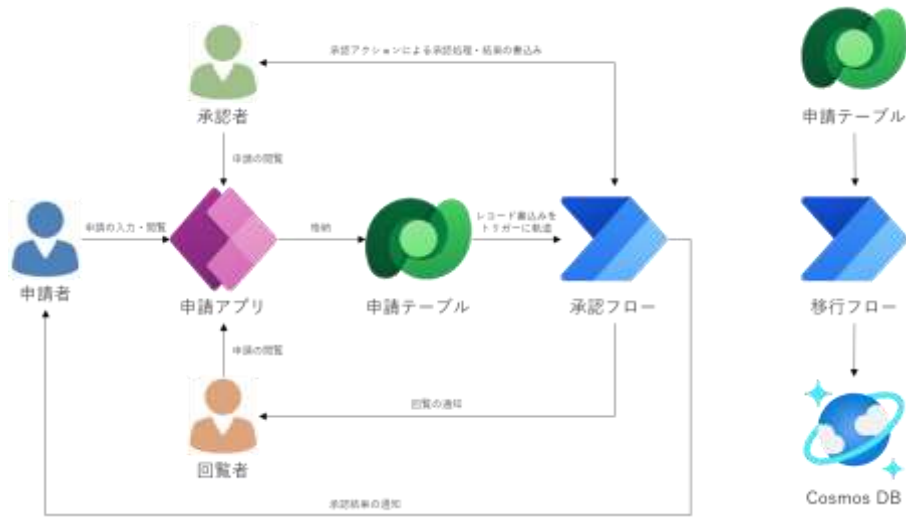 承認アクションによる承認処理・結果の書込み
承認者
申請テーブル
申請の閲覧
申請の入力・閲覧
格納
レコード書込みを
トリガーに軌道
申請者
申請アプリ
申請テーブル
承認フロー
移行フロー
申請の閲覧
回覧の通知
回覧者
承認結果の通知
Cosmos DB